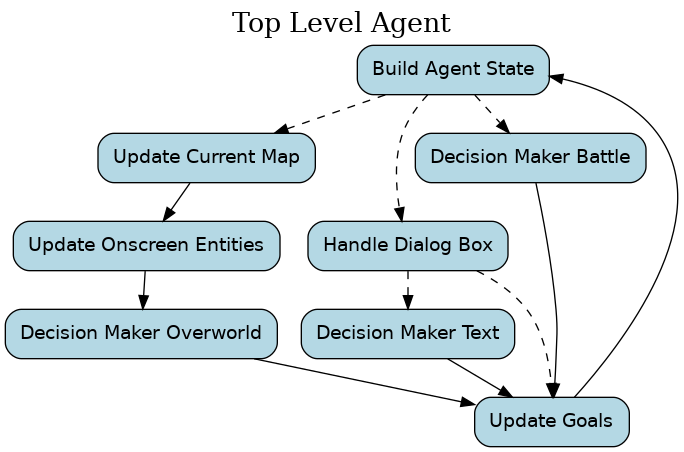 Top Level Agent
Build Agent State
Update Current Map
Decision Maker Battle
Update Onscreen Entities
Handle Dialog Box
Decision Maker Overworld
Decision Maker Text
Update Goals